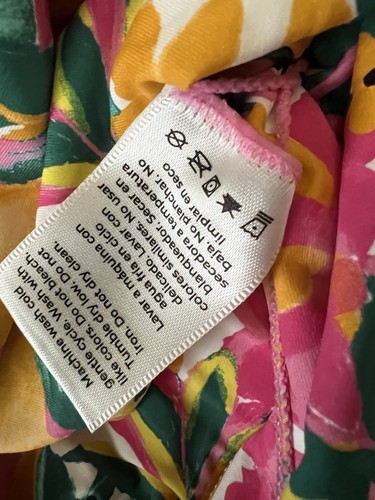 Machine wash cold
gentle cycle. Wash with
like colors. Do not bleach
Tumble dry low. Do not
Iron. Do not dry clean.
Lavar a máquina con
agua fría en ciclo
delicado, lavar con
colores similares. No usar
blanqueador. Secar en
secadora a temperatura
baja. No planchar. No
limpiar en seco